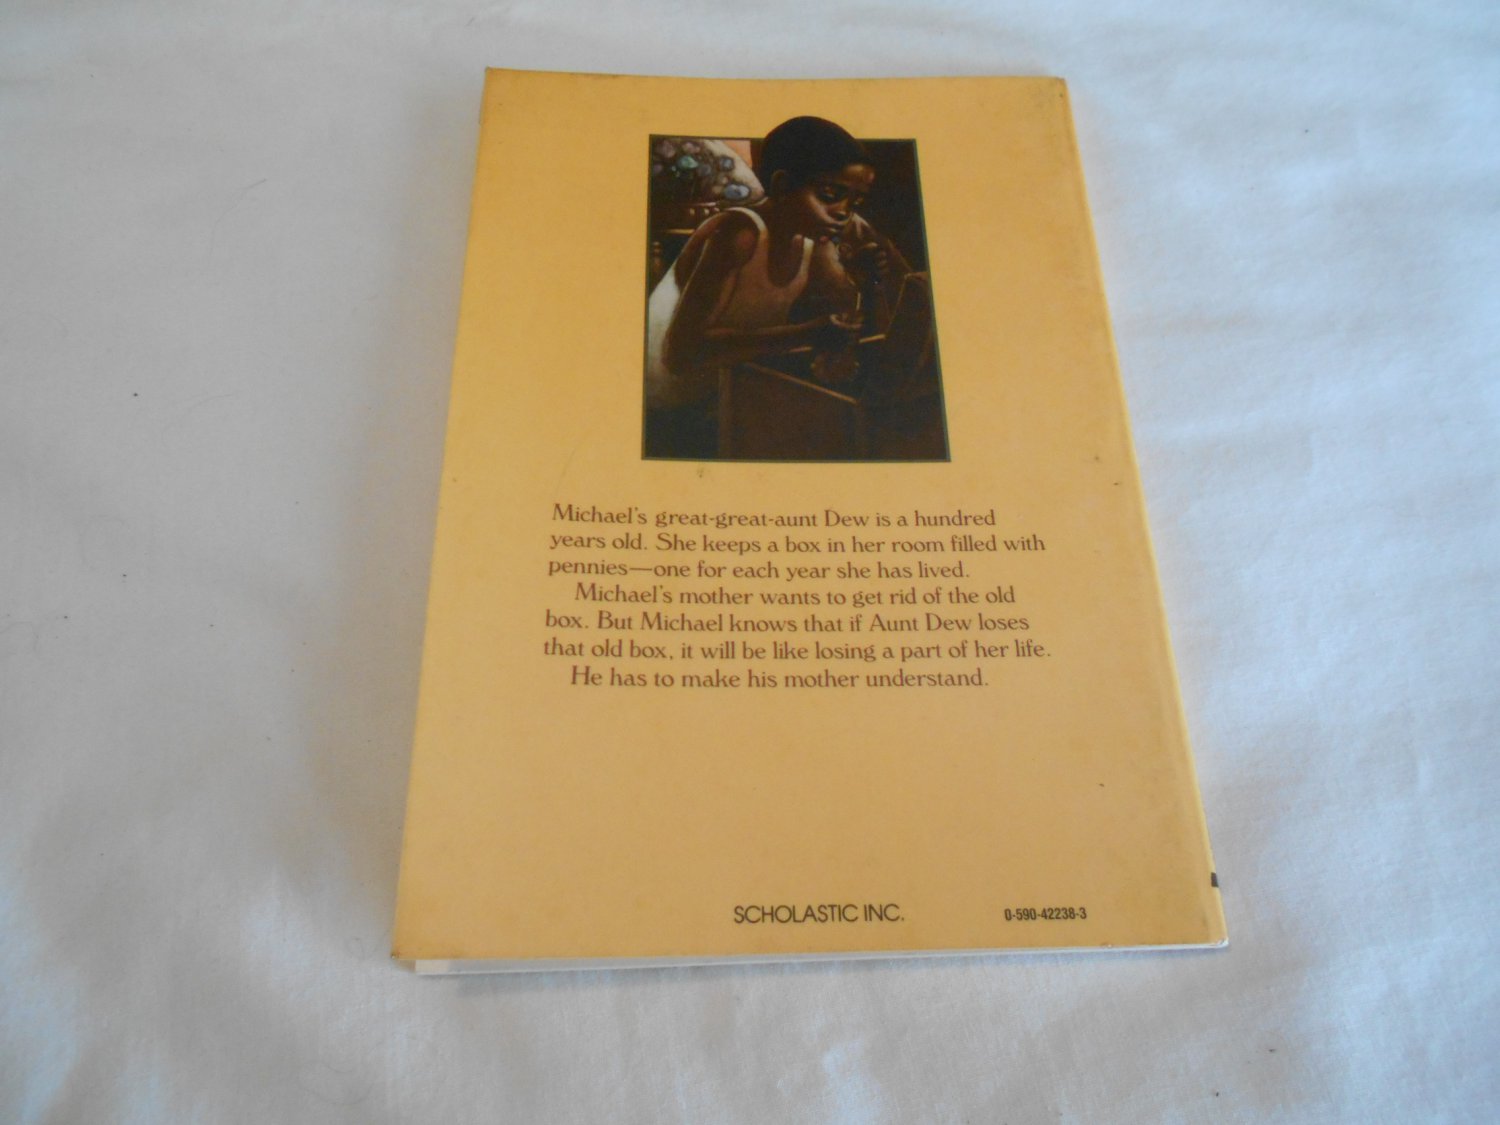 Michael's great-great-aunt Dew is a hundred
years old. She keeps a box in her room filled with
pennies—one for each year she has lived.
Michael's mother wants to get rid of the old
box. But Michael knows that if Aunt Dew loses
that old box, it will be like losing a part of her life.
He has to make his mother understand.
SCHOLASTIC INC.
0-590-42238-3